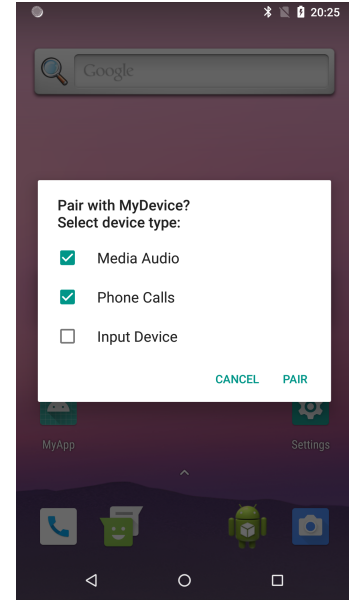 20:25
Google
Pair with MyDevice?
Select device type:
Media Audio
Phone Calls
Input Device
CANCEL PAIR
MyApp Settings